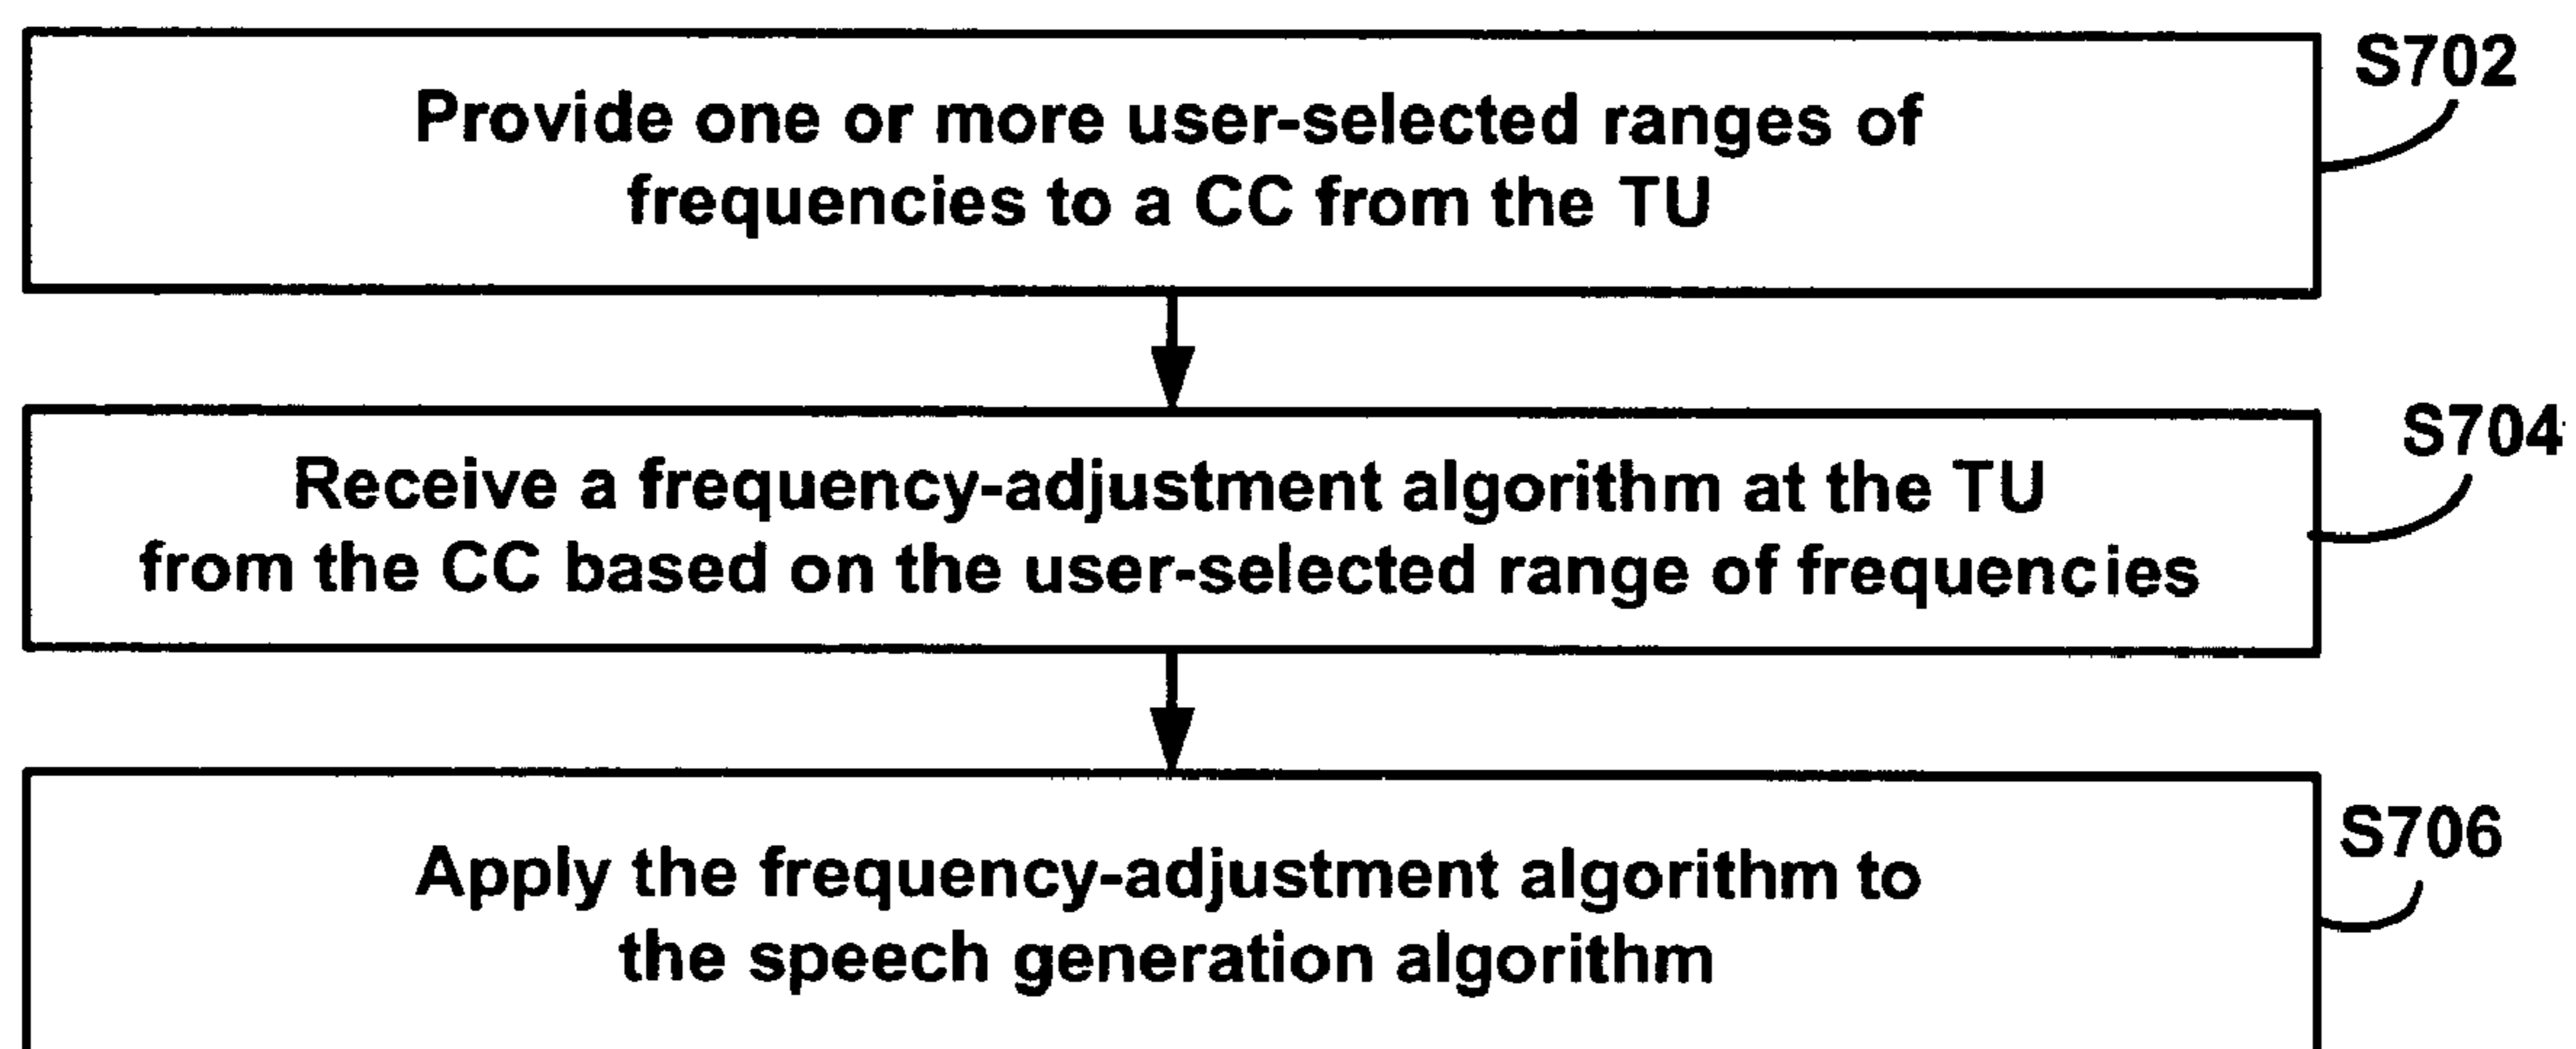 Provide one or more user-selected ranges of
frequencies to a CC from the TU
S702
Receive a frequency-adjustment algorithm at the TU
from the CC based on the user-selected range of frequencies
S704
Apply the frequency-adjustment algorithm to
the speech generation algorithm
S706